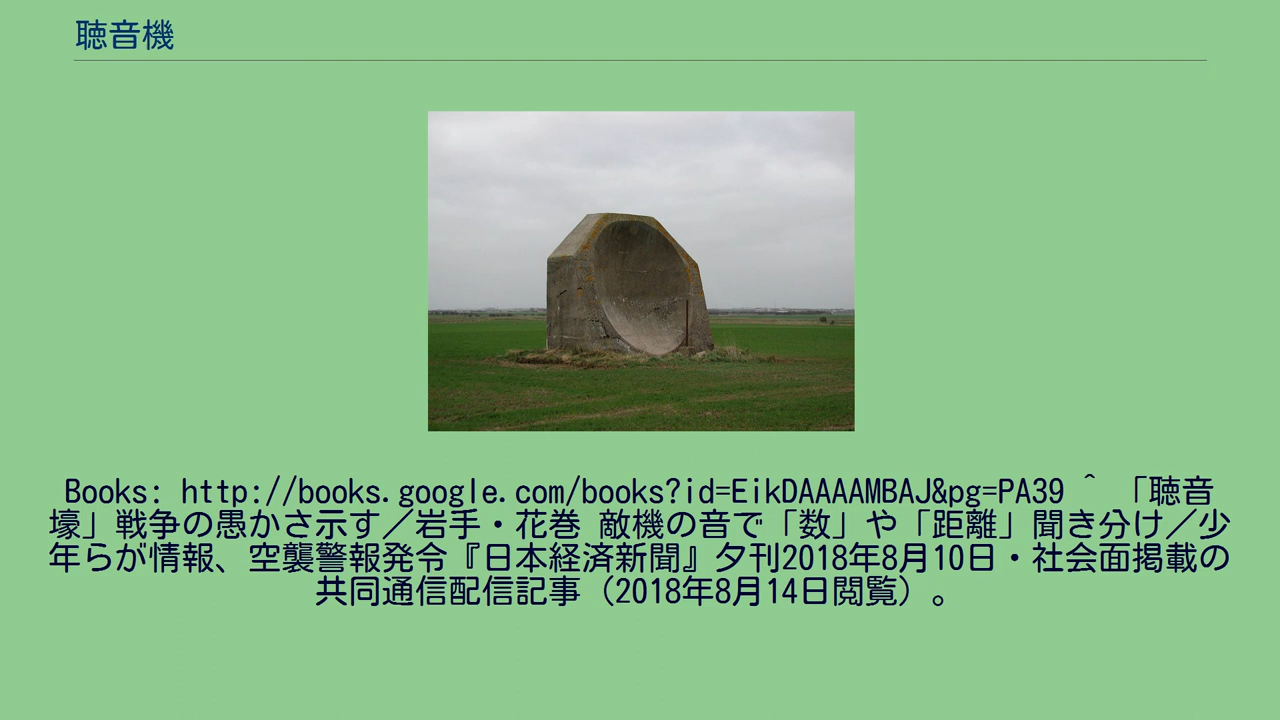 聴音機
Books: http://books.google.com/books?id=EikDAAAAMBAJ&pg=PA39 ^ 「聴音
壕」戦争の愚かさ示す／岩手・花巻 敵機の音で「数」や「距離」聞き分け／少
年らが情報、空襲警報発令『日本経済新聞』夕刊2018年8月10日・社会面掲載の
共同通信配信記事（2018年8月14日閲覧）。